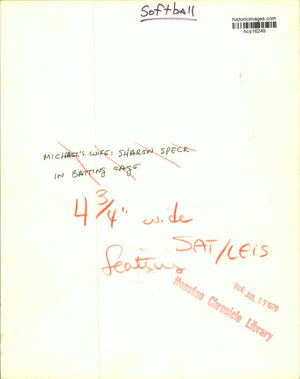 Softball
historicimages.com
hcs16249
MICHAEL'S WIFE: SHARON SPECK
IN BATTING CAGE
4 3/4" wide
SAT/LEIS
feature
TUE JUL 17 1979
Houston Chronicle Library